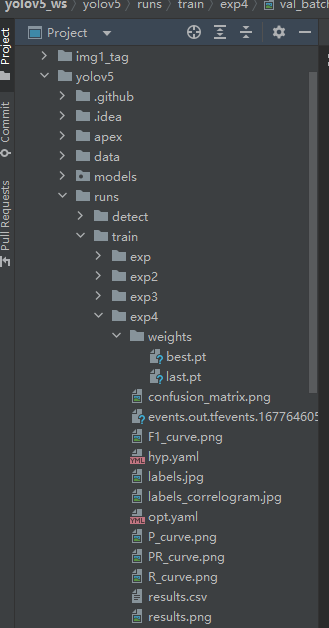 yolov5_ws yolov5 runs train exp4 val_batc
Project
Project
img1_tag
yolov5
.github
.idea
apex
data
models
runs
detect
train
exp
exp2
exp3
exp4
weights
best.pt
last.pt
confusion_matrix.png
events.out.tfevents.167764605
F1_curve.png
hyp.yaml
labels.jpg
labels_correlogram.jpg
opt.yaml
P_curve.png
PR_curve.png
R_curve.png
results.csv
results.png
Commit
Pull Requests